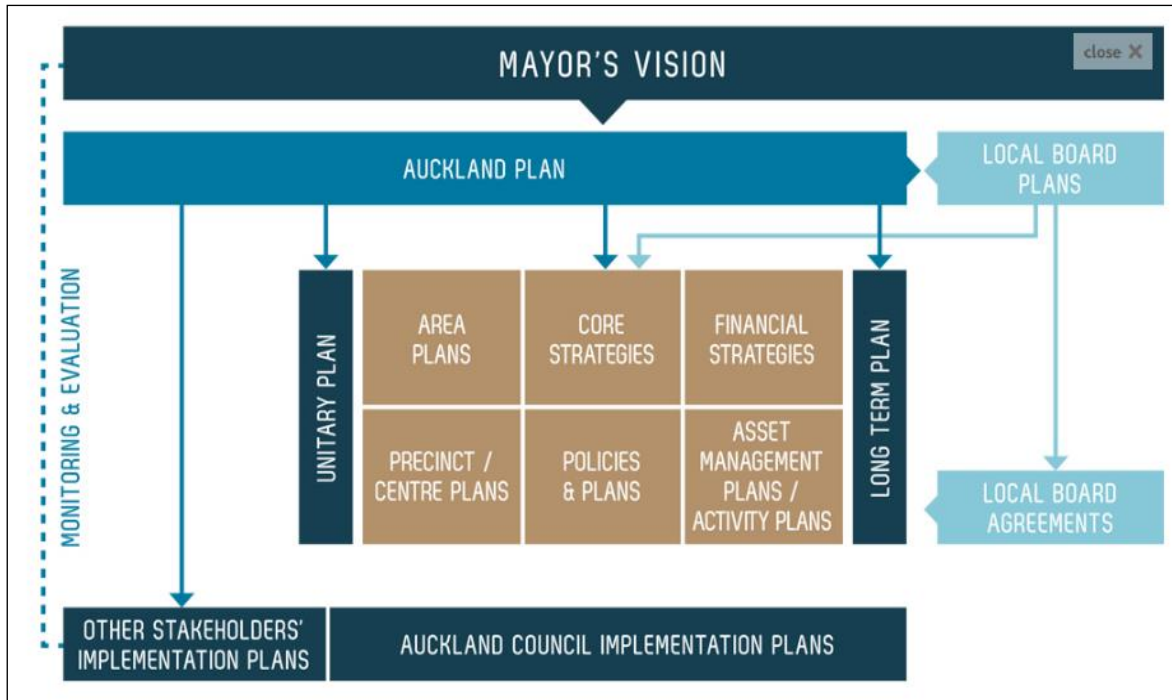 MAYOR'S VISION
close X
AUCKLAND PLAN
LOCAL BOARD
PLANS
MONITORING & EVALUATION
UNITARY PLAN
AREA
PLANS
CORE
STRATEGIES
FINANCIAL
STRATEGIES
LONG TERM PLAN
PRECINCT /
CENTRE PLANS
POLICIES
& PLANS
ASSET
MANAGEMENT
PLANS /
ACTIVITY PLANS
LOCAL BOARD
AGREEMENTS
OTHER STAKEHOLDERS'
IMPLEMENTATION PLANS
AUCKLAND COUNCIL IMPLEMENTATION PLANS